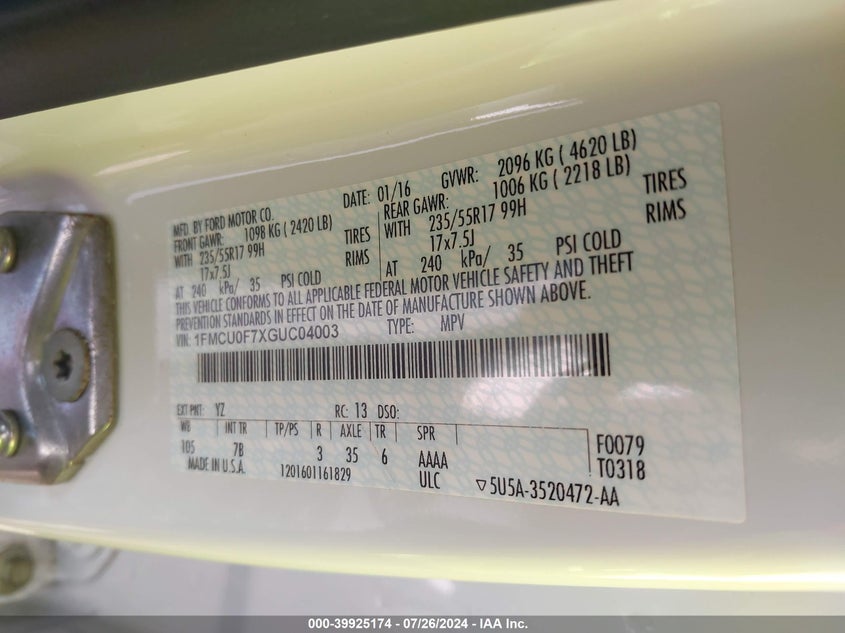 MFD. BY FORD MOTOR CO. DATE: 01/16 GVWR: 2096 KG ( 4620 LB)
FRONT GAWR: 1098 KG ( 2420 LB) REAR GAWR: 1006 KG ( 2218 LB)
WITH 235/55R17 99H TIRES WITH 235/55R17 99H TIRES
17x7.5J RIMS 17x7.5J RIMS
AT 240 kPa/ 35 PSI COLD AT 240 kPa/ 35 PSI COLD
THIS VEHICLE CONFORMS TO ALL APPLICABLE FEDERAL MOTOR VEHICLE SAFETY AND THEFT
PREVENTION STANDARDS IN EFFECT ON THE DATE OF MANUFACTURE SHOWN ABOVE.
VIN: 1FMCU0F7XGUC04003 TYPE: MPV
EXT PNT: YZ RC: 13 DSO:
WB INT TR TP/PS R AXLE TR SPR
105 7B 3 35 6 AAAA F0079
MADE IN U.S.A. 1201601161829 ULC T0318
▽5U5A-3520472-AA
000-39925174 / 07/26/2024 - IAA Inc.